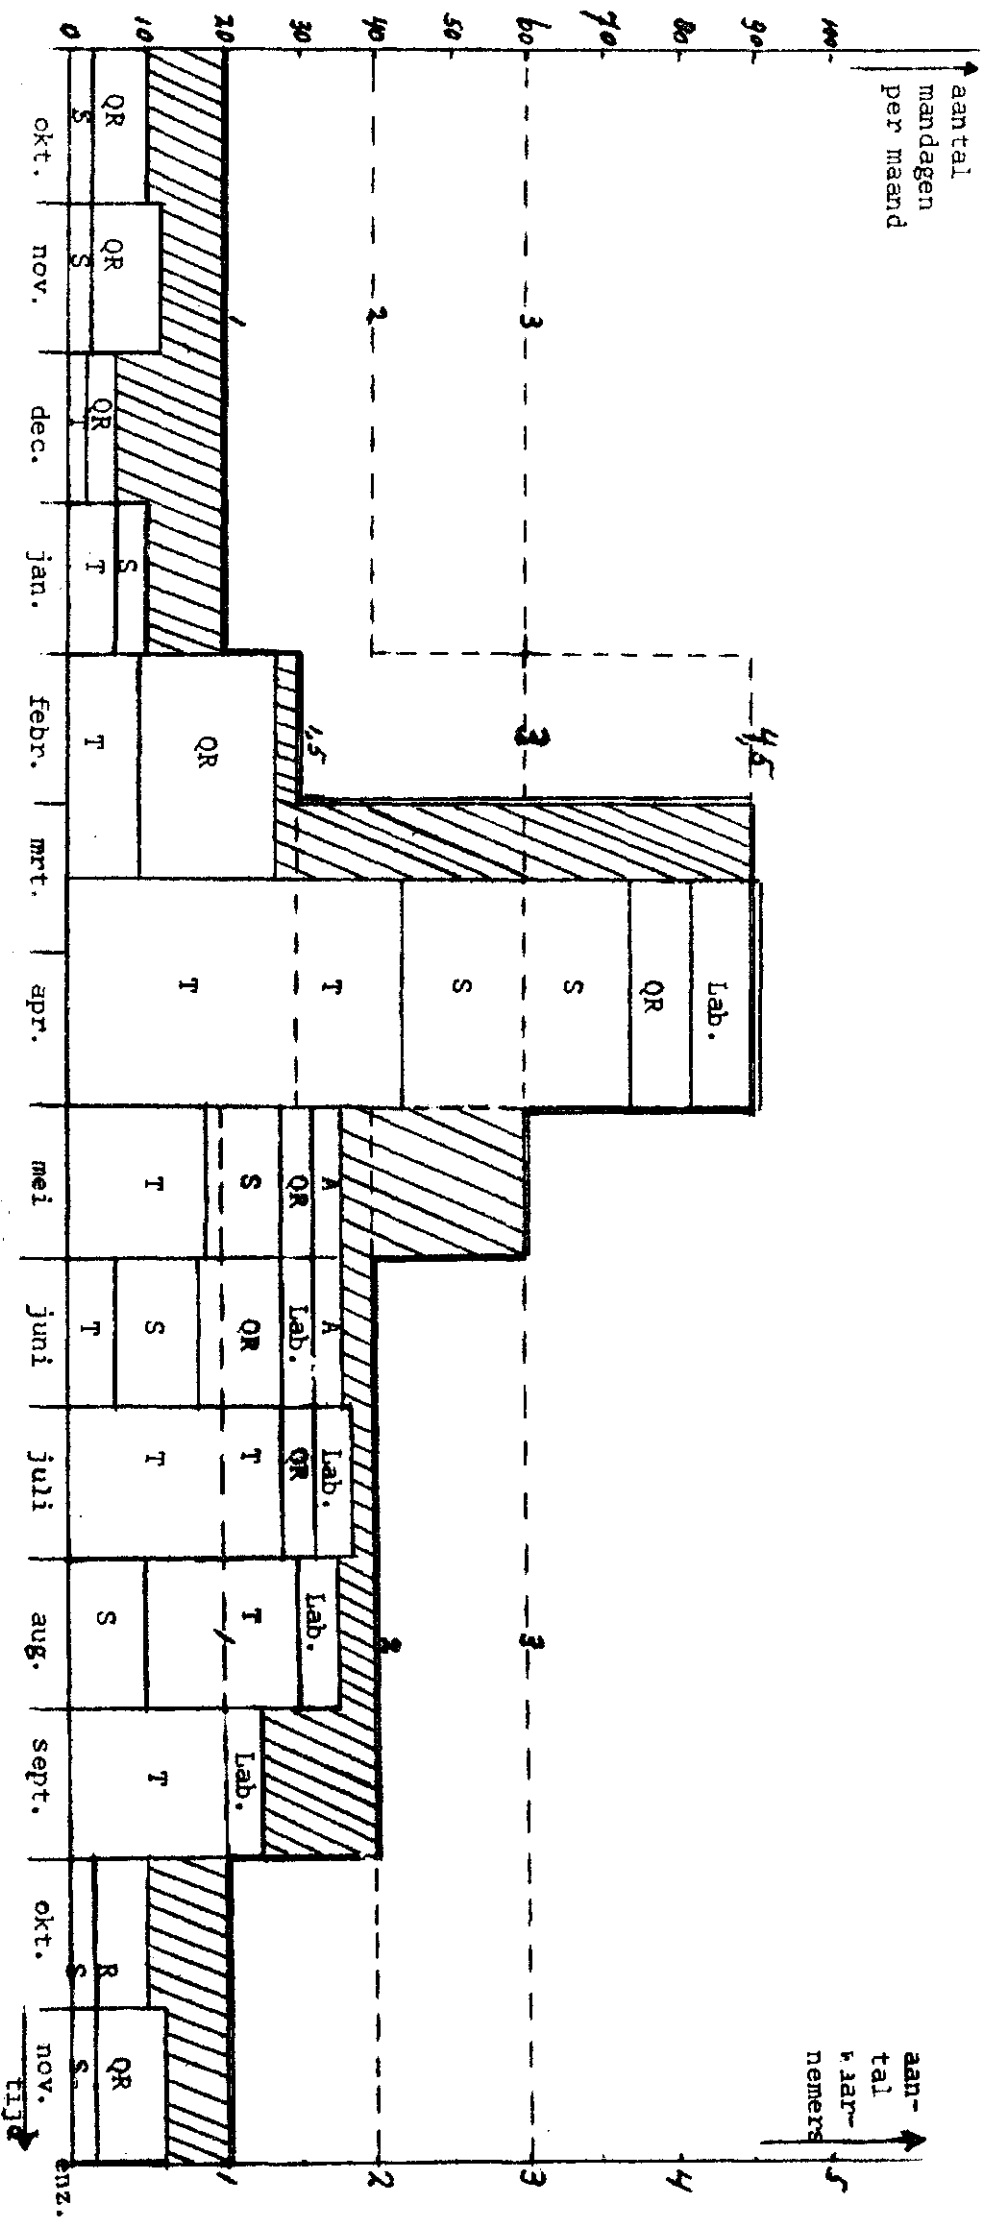 aantal
mandagen
per maand
100
90
80
70
60
50
40
30
20
10
0
aan-
tal
waar-
nemers
5
4
3
2
1
4,5
3
3
3
2
2
1
1,5
1
QR
S
QR
S
QR
T
S
T
QR
T
Lab.
QR
S
S
T
T
A
QR
S
T
A
Lab.
QR
S
T
Lab.
QR
T
T
Lab.
T
S
Lab.
T
R
S
QR
S
okt.
nov.
dec.
jan.
febr.
mrt.
apr.
mei
juni
juli
aug.
sept.
okt.
nov.
enz.
tijd